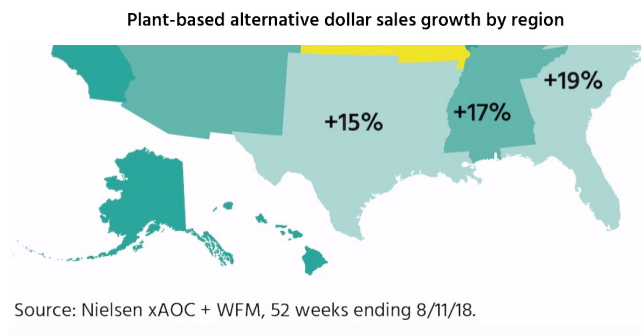 Plant-based alternative dollar sales growth by region
+19%
+17%
+15%
Source: Nielsen xAOC + WFM, 52 weeks ending 8/11/18.